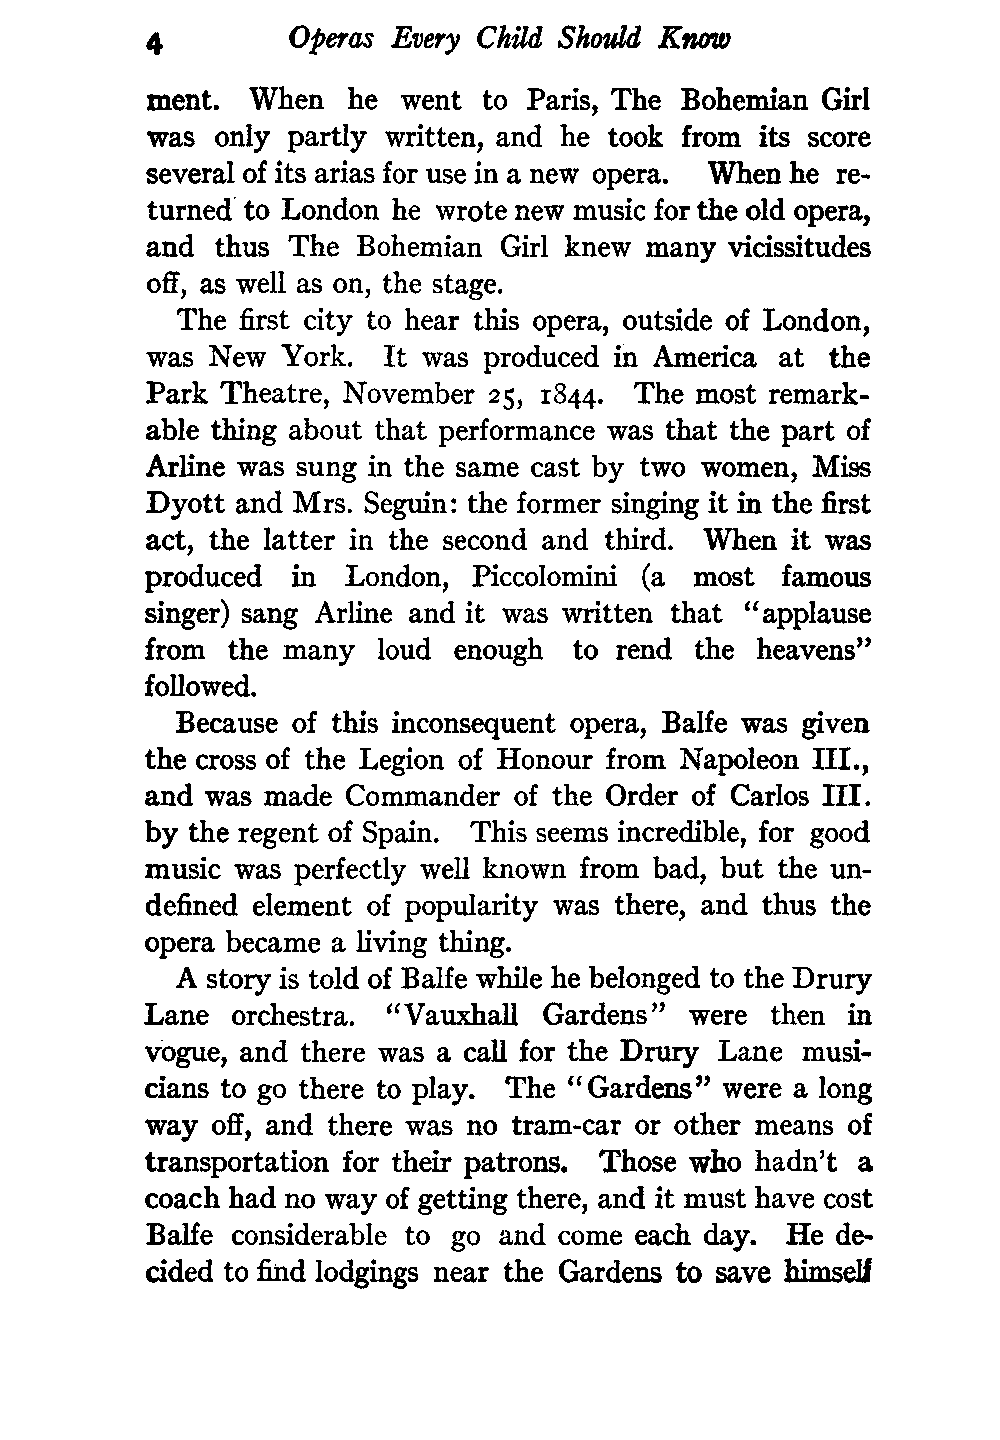 4 Operas Every Child Should Know
ment. When he went to Paris, The Bohemian Girl
was only partly written, and he took from its score
several of its arias for use in a new opera. When he re-
turned to London he wrote new music for the old opera,
and thus The Bohemian Girl knew many vicissitudes
off, as well as on, the stage.
The first city to hear this opera, outside of London,
was New York. It was produced in America at the
Park Theatre, November 25, 1844. The most remark-
able thing about that performance was that the part of
Arline was sung in the same cast by two women, Miss
Dyott and Mrs. Seguin: the former singing it in the first
act, the latter in the second and third. When it was
produced in London, Piccolomini (a most famous
singer) sang Arline and it was written that "applause
from the many loud enough to rend the heavens"
followed.
Because of this inconsequent opera, Balfe was given
the cross of the Legion of Honour from Napoleon III.,
and was made Commander of the Order of Carlos III.
by the regent of Spain. This seems incredible, for good
music was perfectly well known from bad, but the un-
defined element of popularity was there, and thus the
opera became a living thing.
A story is told of Balfe while he belonged to the Drury
Lane orchestra. "Vauxhall Gardens" were then in
vogue, and there was a call for the Drury Lane musi-
cians to go there to play. The "Gardens" were a long
way off, and there was no tram-car or other means of
transportation for their patrons. Those who hadn't a
coach had no way of getting there, and it must have cost
Balfe considerable to go and come each day. He de-
cided to find lodgings near the Gardens to save himself